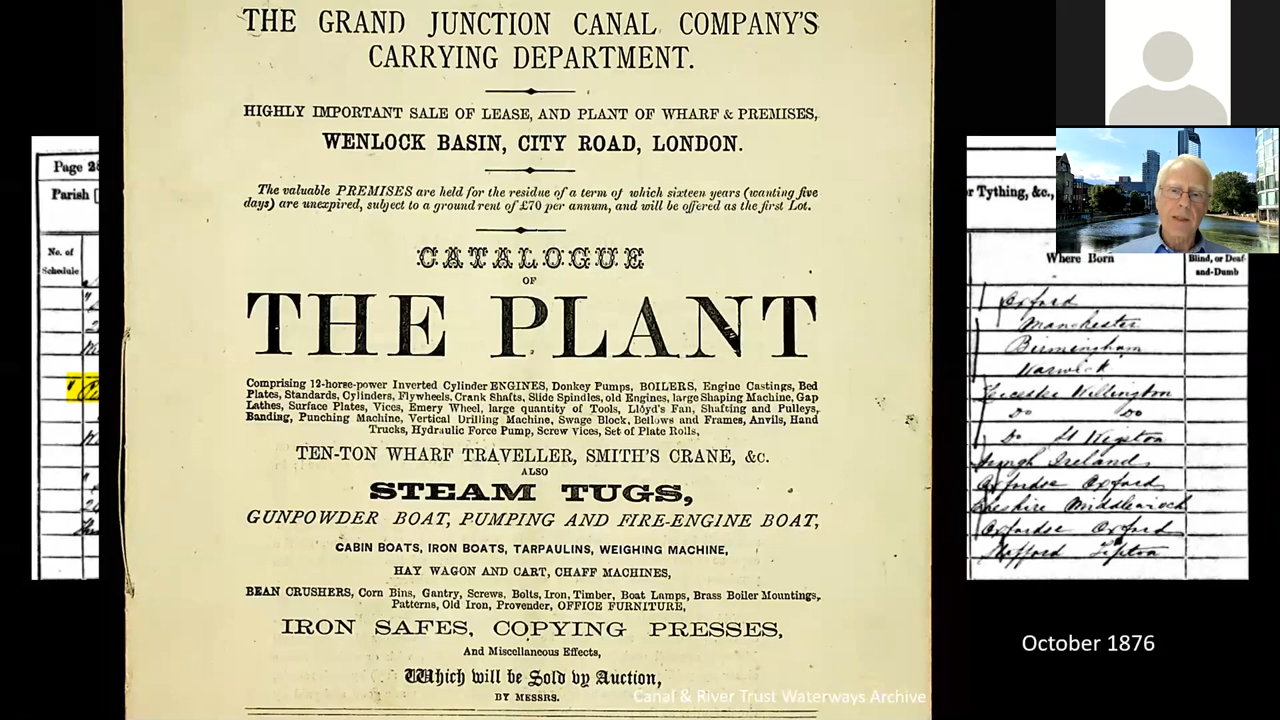 THE GRAND JUNCTION CANAL COMPANY'S
CARRYING DEPARTMENT.
HIGHLY IMPORTANT SALE OF LEASE, AND PLANT OF WHARF & PREMISES,
WENLOCK BASIN, CITY ROAD, LONDON.
The valuable PREMISES are held for the residue of a term of which sixteen years (wanting five
days) are unexpired, subject to a ground rent of £70 per annum, and will be offered as the first Lot.
CATALOGUE
OF
THE PLANT
Comprising 12-horse-power Inverted Cylinder ENGINES, Donkey Pumps, BOILERS, Engine Castings, Bed
Plates, Standards, Cylinders, Flywheels, Crank Shafts, Slide Spindles, old Engines, large Shaping Machine, Gap
Lathes, Surface Plates, Vices, Emery Wheel, large quantity of Tools, Lloyd's Fan, Shafting and Pulleys,
Banding, Punching Machine, Vertical Drilling Machine, Swage Block, Bellows and Frames, Anvils, Hand
Trucks, Hydraulic Force Pump, Screw Vices, Set of Plate Rolls,
TEN-TON WHARF TRAVELLER, SMITH'S CRANE, &c.
ALSO
STEAM TUGS,
GUNPOWDER BOAT, PUMPING AND FIRE-ENGINE BOAT,
CABIN BOATS, IRON BOATS, TARPAULINS, WEIGHING MACHINE,
HAY WAGON AND CART, CHAFF MACHINES,
BEAN CRUSHERS, Corn Bins, Gantry, Screws, Bolts, Iron, Timber, Boat Lamps, Brass Boiler Mountings,
Patterns, Old Iron, Provender, OFFICE FURNITURE,
IRON SAFES, COPYING PRESSES,
And Miscellaneous Effects,
Which will be Sold by Auction,
BY MESSRS.
Canal & River Trust Waterways Archive
Page 28
Parish [
No. of
Schedule
or Tything, &c.,
Where Born
Blind, or Deaf-
and-Dumb
Oxford
Manchester
Birmingham
Warwick
Willington
Do Do
Do
Ireland
Oxford
Oxford
Tipton
October 1876